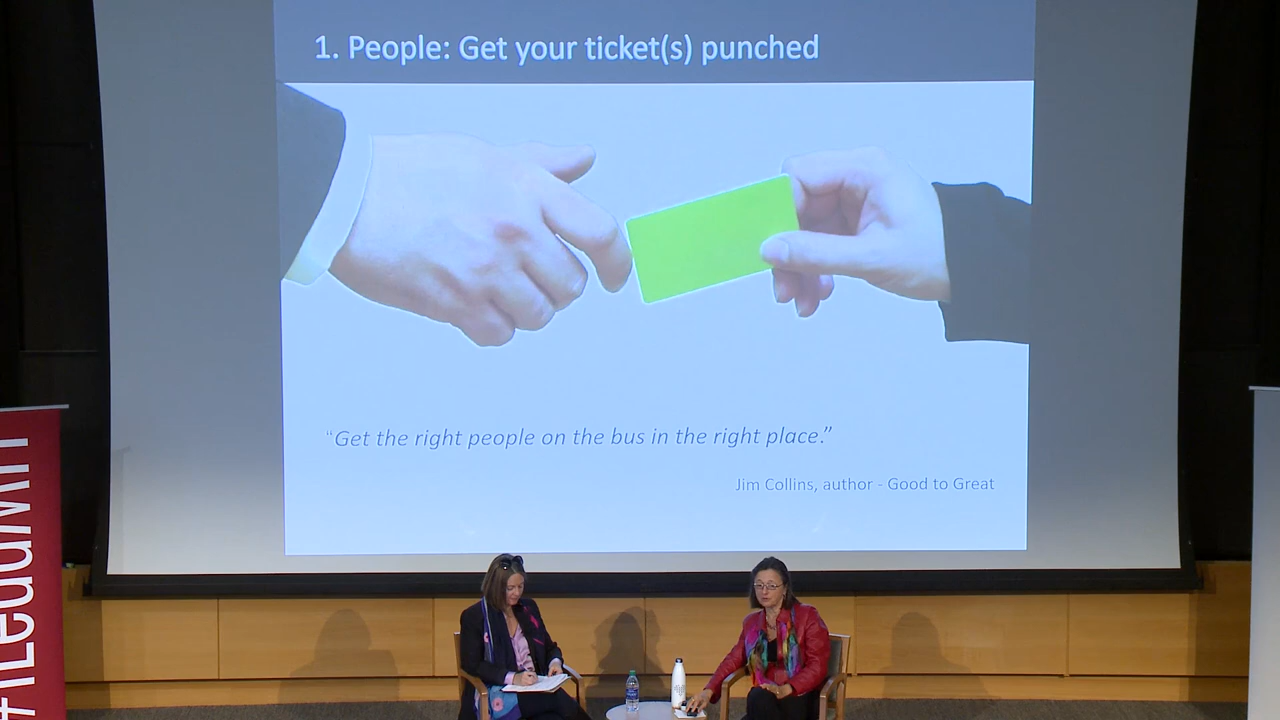 1. People: Get your ticket(s) punched
“Get the right people on the bus in the right place.”
Jim Collins, author - Good to Great